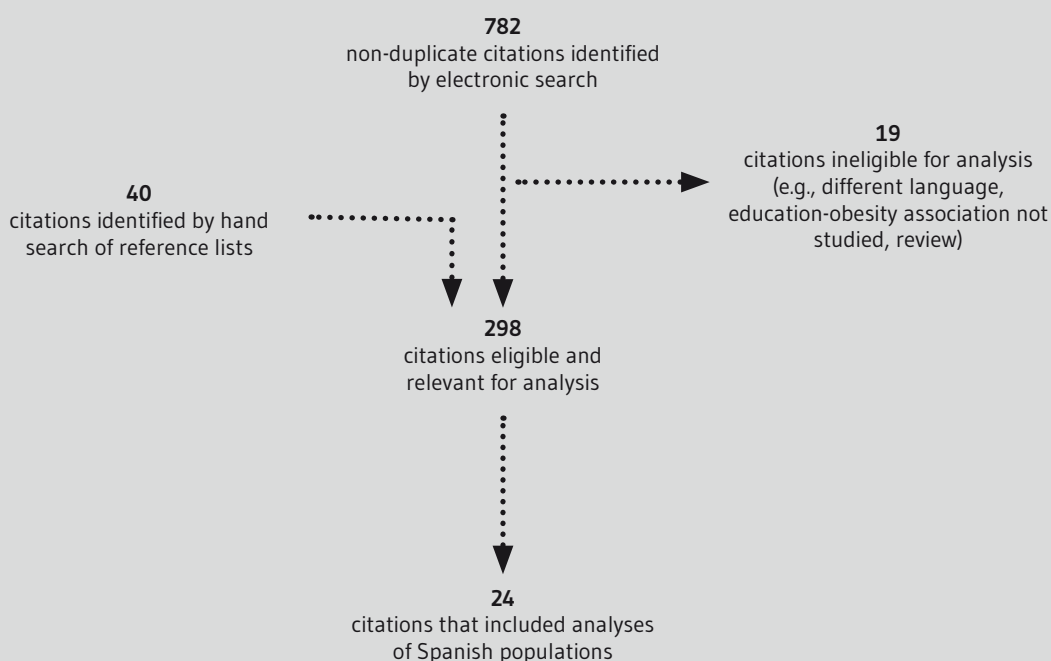 782
non-duplicate citations identified
by electronic search
19
citations ineligible for analysis
(e.g., different language,
education-obesity association not
studied, review)
40
citations identified by hand
search of reference lists
298
citations eligible and
relevant for analysis
24
citations that included analyses
of Spanish populations